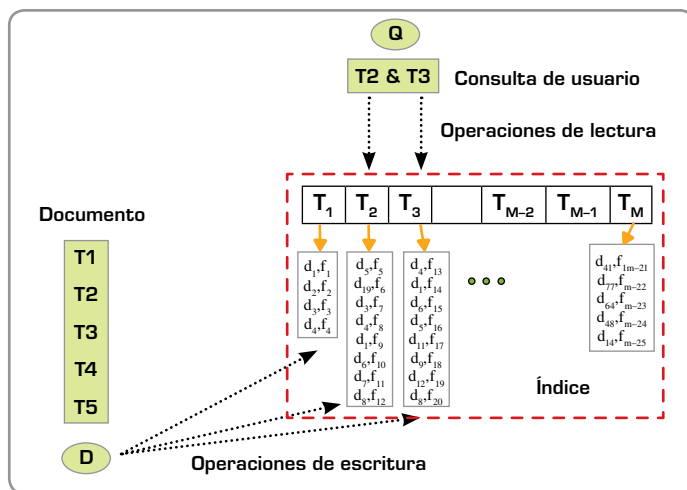 Q
T2 & T3
Consulta de usuario
Operaciones de lectura
T₁ T₂ T₃ T_M–2 T_M–1 T_M
Documento
T1
T2
T3
T4
T5
D
d₁,f₁
d₂,f₂
d₃,f₃
d₄,f₄
d₅,f₅
d₁₉,f₆
d₃,f₇
d₄,f₈
d₁,f₉
d₆,f₁₀
d₇,f₁₁
d₈,f₁₂
d₄,f₁₃
d₁,f₁₄
d₆,f₁₅
d₅,f₁₆
d₁₁,f₁₇
d₉,f₁₈
d₁₂,f₁₉
d₈,f₂₀
d₄₁,f₁ₘ₋₂₁
d₇₇,fₘ₋₂₂
d₆₄,fₘ₋₂₃
d₄₈,fₘ₋₂₄
d₁₄,fₘ₋₂₅
Índice
Operaciones de escritura